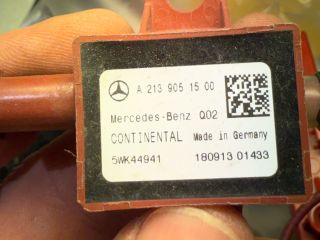 A 213 905 15 00
Mercedes-Benz Q02
CONTINENTAL Made in Germany
5WK44941 180913 01433